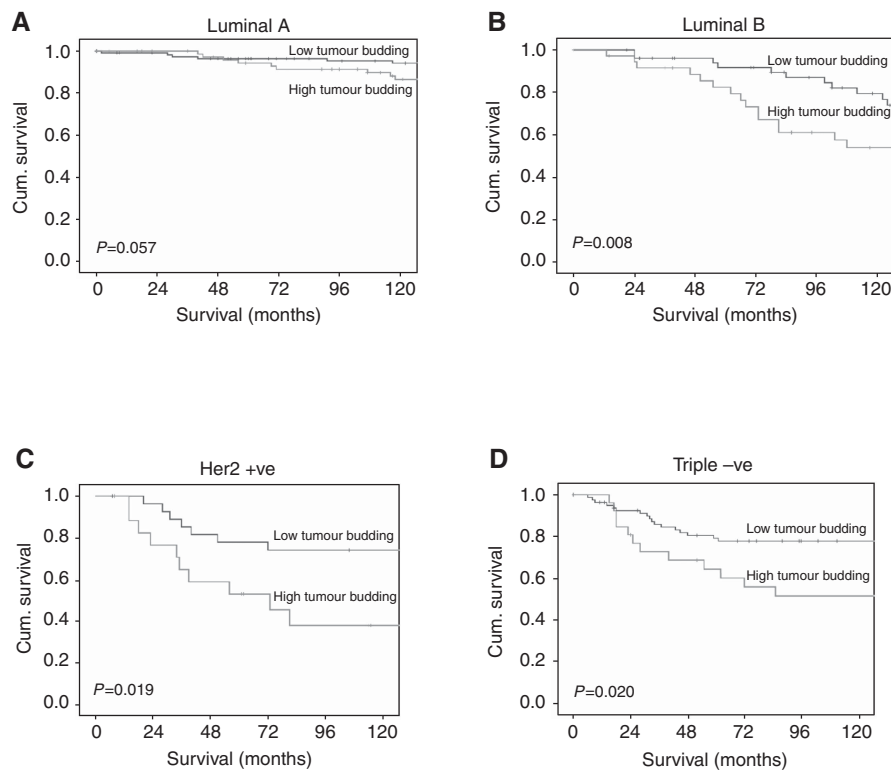 A
Luminal A
Cum. survival
1.0
0.8
0.6
0.4
0.2
0.0
Low tumour budding
High tumour budding
P=0.057
0 24 48 72 96 120
Survival (months)
B
Luminal B
Cum. survival
1.0
0.8
0.6
0.4
0.2
0.0
Low tumour budding
High tumour budding
P=0.008
0 24 48 72 96 120
Survival (months)
C
Her2 +ve
Cum. survival
1.0
0.8
0.6
0.4
0.2
0.0
Low tumour budding
High tumour budding
P=0.019
0 24 48 72 96 120
Survival (months)
D
Triple –ve
Cum. survival
1.0
0.8
0.6
0.4
0.2
0.0
Low tumour budding
High tumour budding
P=0.020
0 24 48 72 96 120
Survival (months)